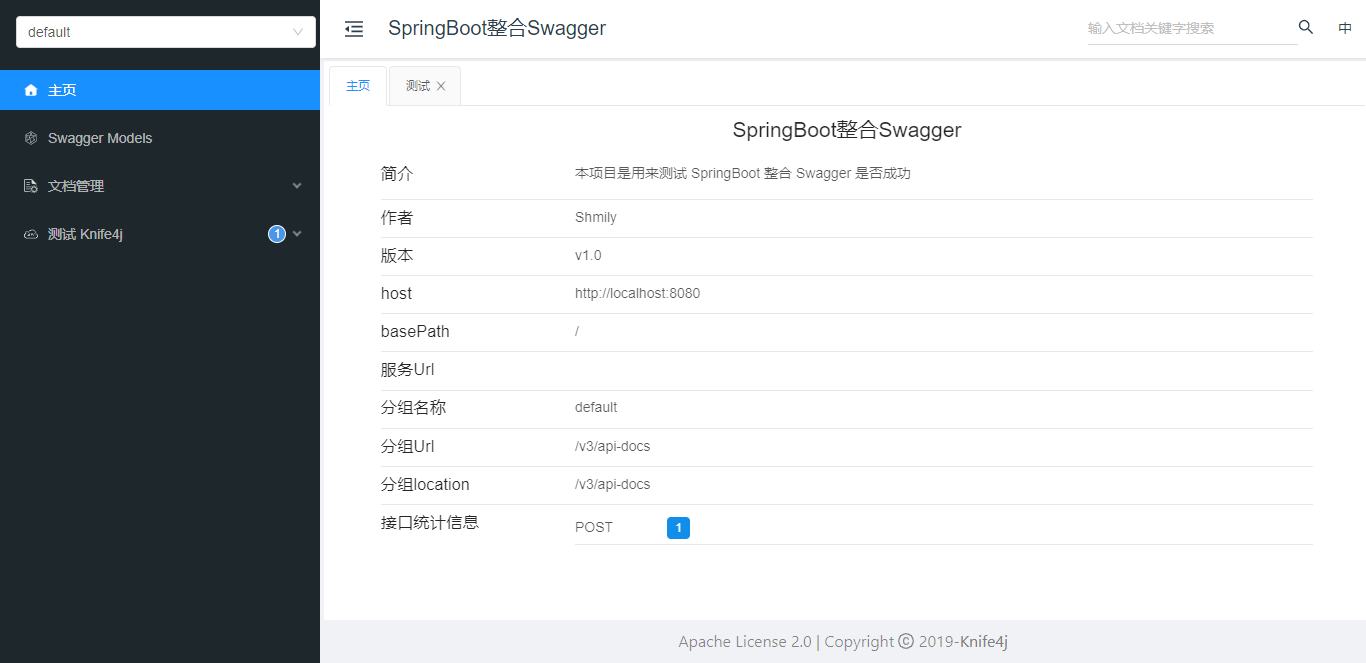 default
主页
Swagger Models
文档管理
测试 Knife4j
1
SpringBoot整合Swagger
输入文档关键字搜索
中
主页
测试
SpringBoot整合Swagger
简介 本项目是用来测试 SpringBoot 整合 Swagger 是否成功
作者 Shmily
版本 v1.0
host http://localhost:8080
basePath /
服务Url
分组名称 default
分组Url /v3/api-docs
分组location /v3/api-docs
接口统计信息 POST 1
Apache License 2.0 | Copyright © 2019-Knife4j